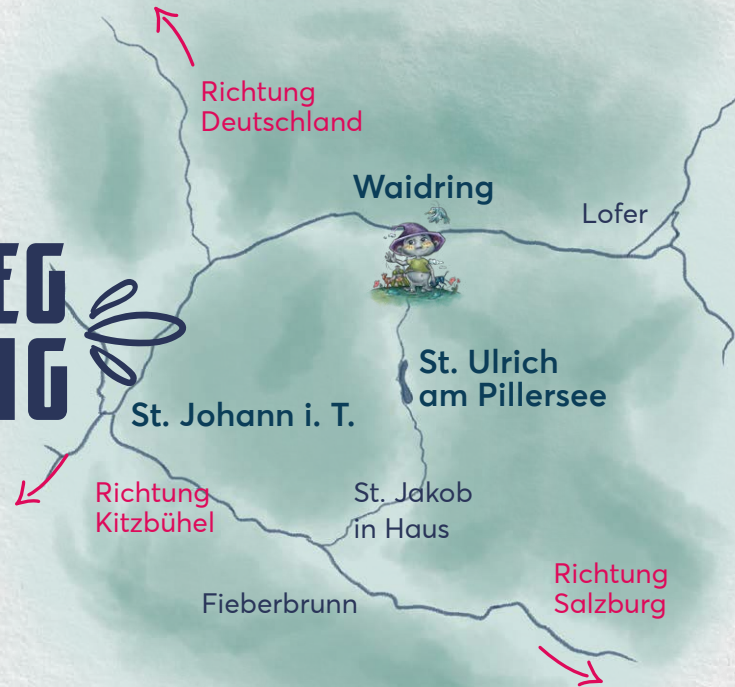 Richtung
Deutschland
Waidring
Lofer
St. Ulrich
am Pillersee
St. Johann i. T.
Richtung
Kitzbühel
St. Jakob
in Haus
Fieberbrunn
Richtung
Salzburg